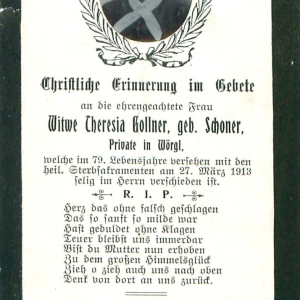 Christliche Erinnerung im Gebete
an die ehrengeachtete Frau
Witwe Theresia Gollner, geb. Schoner,
Private in Wörgl,
welche im 79. Lebensjahre versehen mit den
heil. Sterbsakramenten am 27. März 1913
selig im Herrn verschieden ist.
R. I. P.
Herz das ohne falsch geschlagen
Das so sanft so milde war
Hast geduldet ohne Klagen
Teuer bleibst uns immerdar
Bist du Mutter nun erhoben
Zu dem großen Himmelsglück
Zieh o zieh auch uns nach oben
Denk von dort an uns zurück.